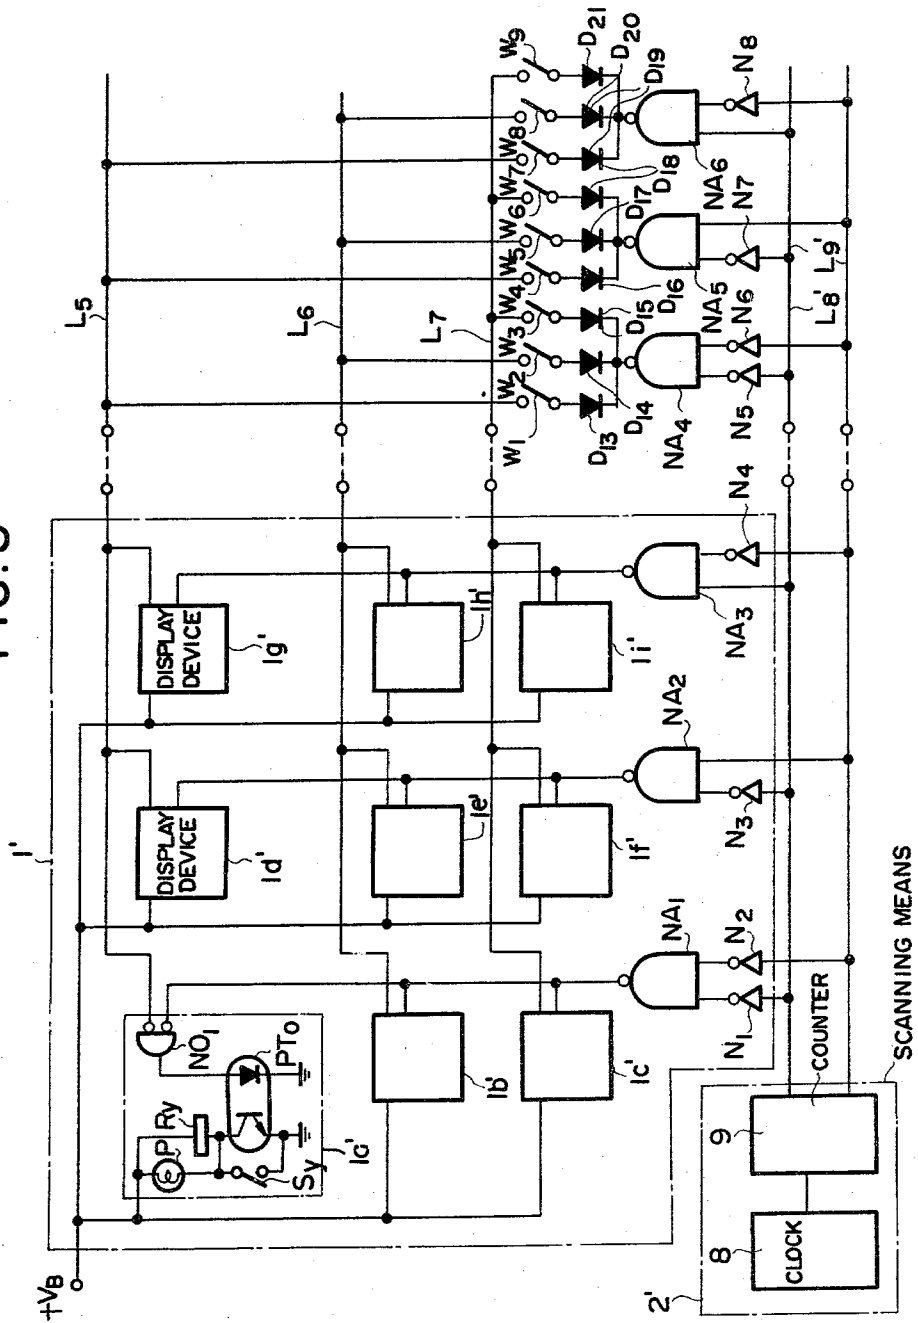 +VB
1'
L5
L6
L7
L8'
L9'
P
Ry
Sy
NO1
PTo
1a'
1b'
1c'
DISPLAY
DEVICE
1d'
1e'
1f'
DISPLAY
DEVICE
1g'
1h'
1i'
NA1
NA2
NA3
N1
N2
N3
N4
W1
W2
W3
W4
W5
W6
W7
W8
W9
D13
D14
D15
D16
D17
D18
D19
D20
D21
NA4
NA5
NA6
N5
N6
N7
N8
2'
8
CLOCK
9
COUNTER
SCANNING MEANS